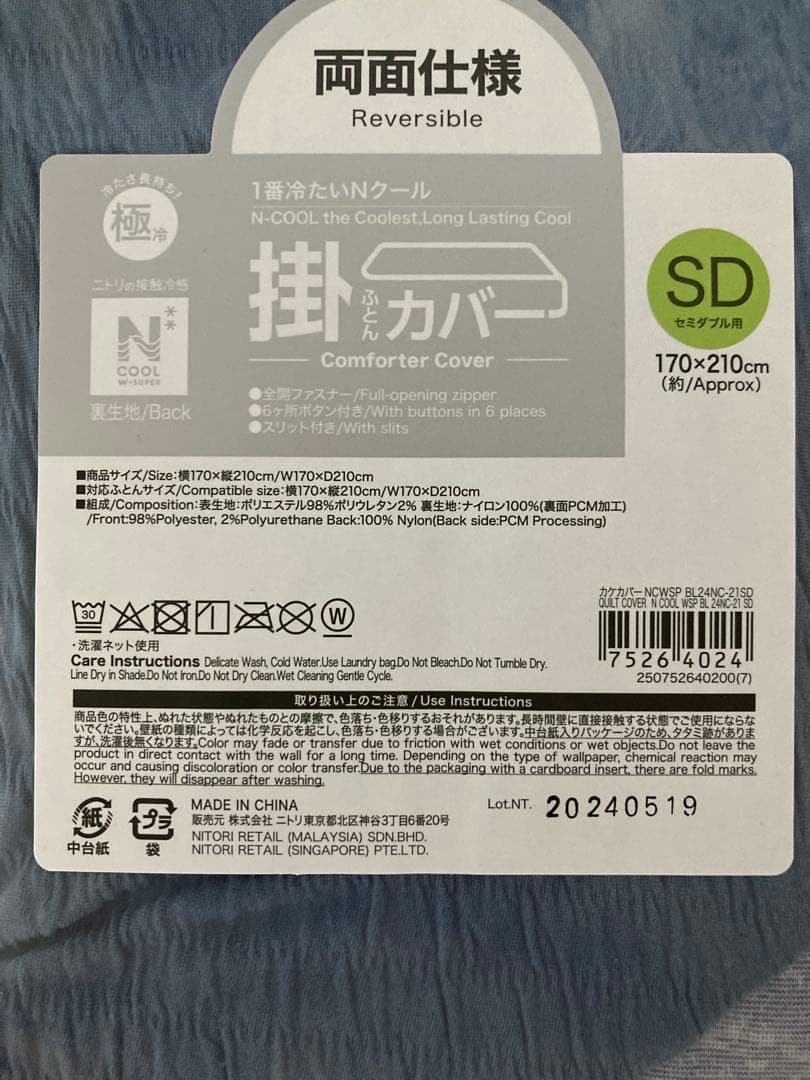 両面仕様
Reversible
冷たさ長持ち!
極冷
ニトリの接触冷感
N**
COOL
W-SUPER
裏生地/Back
1番冷たいNクール
N-COOL the Coolest,Long Lasting Cool
掛ふとんカバー
Comforter Cover
●全開ファスナー/Full-opening zipper
●6ヶ所ボタン付き/With buttons in 6 places
●スリット付き/With slits
SD
セミダブル用
170×210cm
(約/Approx)
■商品サイズ/Size:横170×縦210cm/W170×D210cm
■対応ふとんサイズ/Compatible size:横170×縦210cm/W170×D210cm
■組成/Composition:表生地:ポリエステル98%ポリウレタン2% 裏生地:ナイロン100%(裏面PCM加工)
/Front:98%Polyester, 2%Polyurethane Back:100% Nylon(Back side:PCM Processing)
30
W
・洗濯ネット使用
Care Instructions Delicate Wash, Cold Water.Use Laundry bag.Do Not Bleach.Do Not Tumble Dry.
Line Dry in Shade.Do Not Iron.Do Not Dry Clean.Wet Cleaning Gentle Cycle.
カケカバーNCWSP BL24NC-21SD
QUILT COVER N COOL WSP BL 24NC-21 SD
7526 4024
250752640200(7)
取り扱い上のご注意/Use Instructions
商品色の特性上、ぬれた状態やぬれたものとの摩擦で、色落ち・色移りするおそれがあります。長時間壁に直接接触する状態でご使用にならな
いでください。壁紙の種類によっては化学反応を起こし、色落ち・色移りする場合がございます。中台紙入りパッケージのため、タタミ跡がありま
すが、洗濯後無くなります。Color may fade or transfer due to friction with wet conditions or wet objects.Do not leave the
product in direct contact with the wall for a long time. Depending on the type of wallpaper, chemical reaction may
occur and causing discoloration or color transfer.Due to the packaging with a cardboard insert, there are fold marks.
However, they will disappear after washing.
紙
中台紙
プラ
袋
MADE IN CHINA
販売元 株式会社 ニトリ東京都北区神谷3丁目6番20号
NITORI RETAIL (MALAYSIA) SDN.BHD.
NITORI RETAIL (SINGAPORE) PTE.LTD.
Lot.NT. 20240519